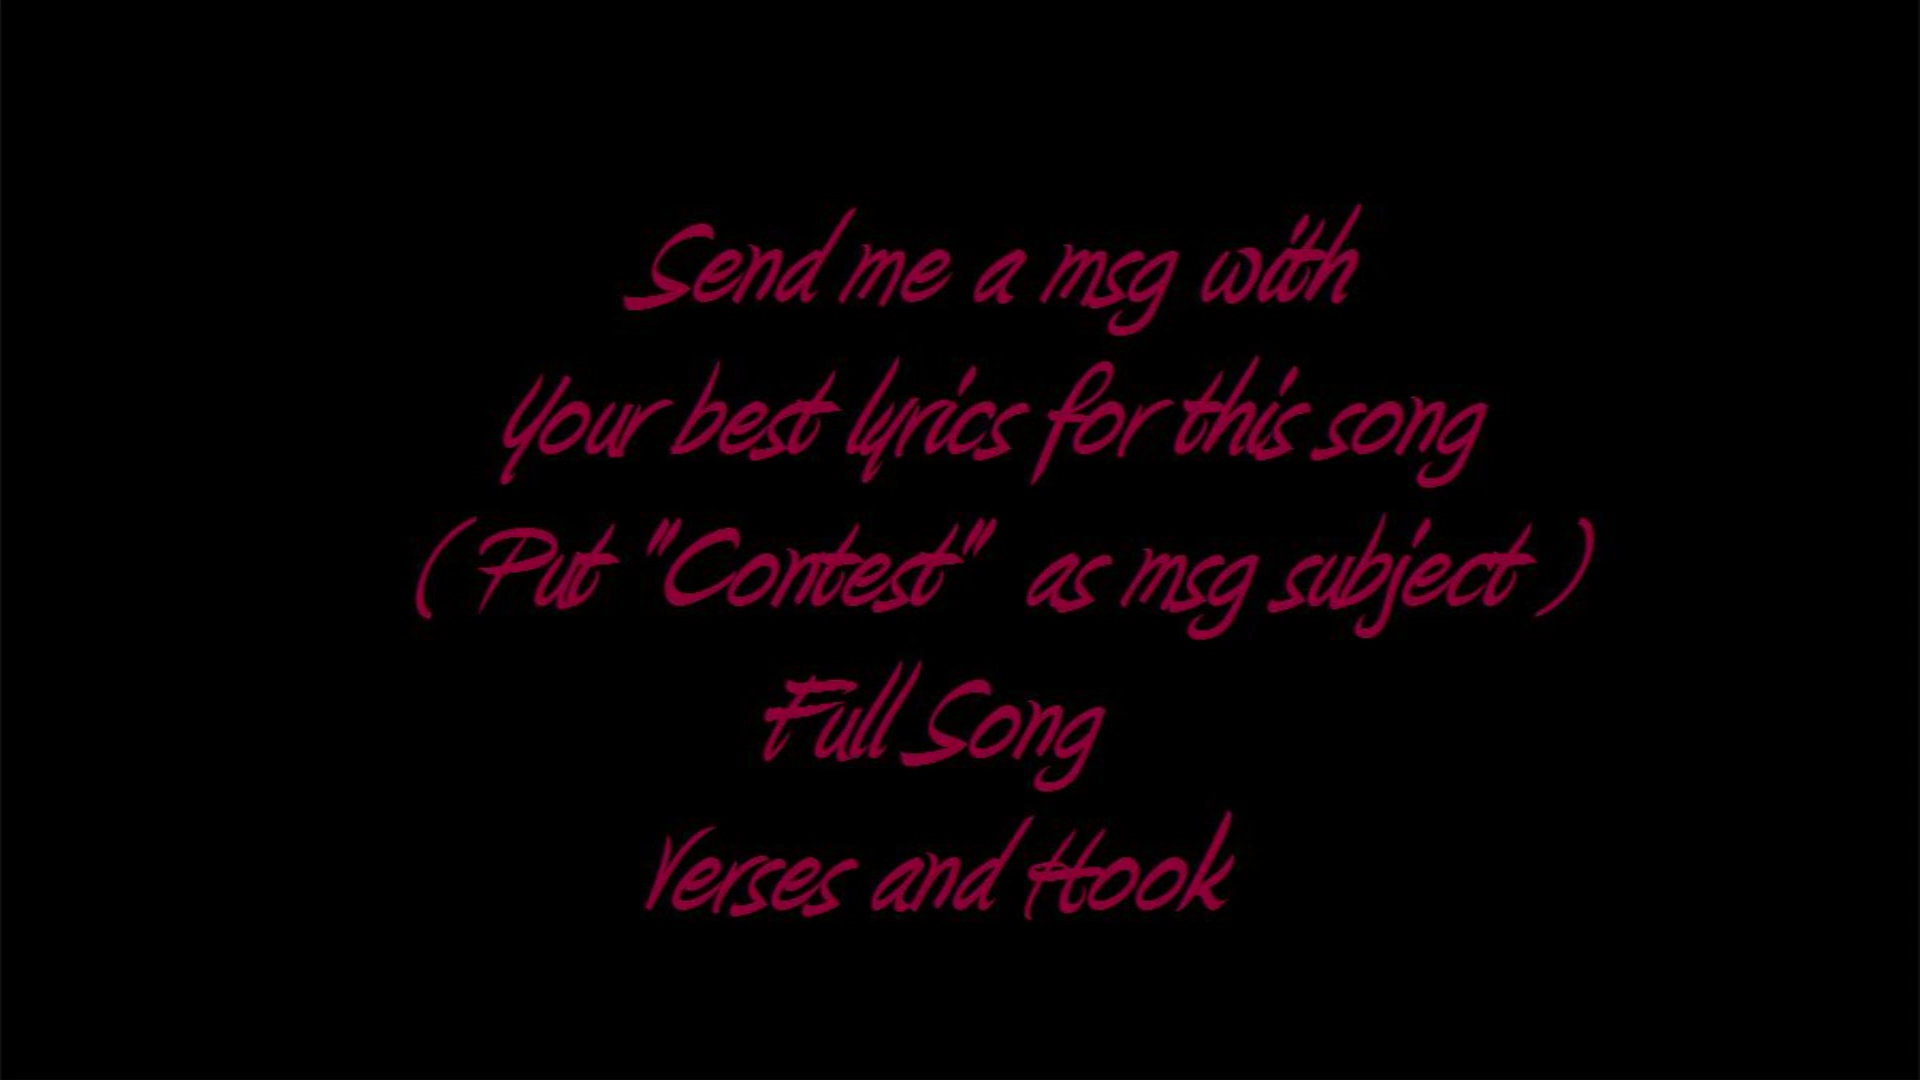 Send me a msg with
Your best lyrics for this song
( Put "Contest" as msg subject )
Full Song
Verses and Hook